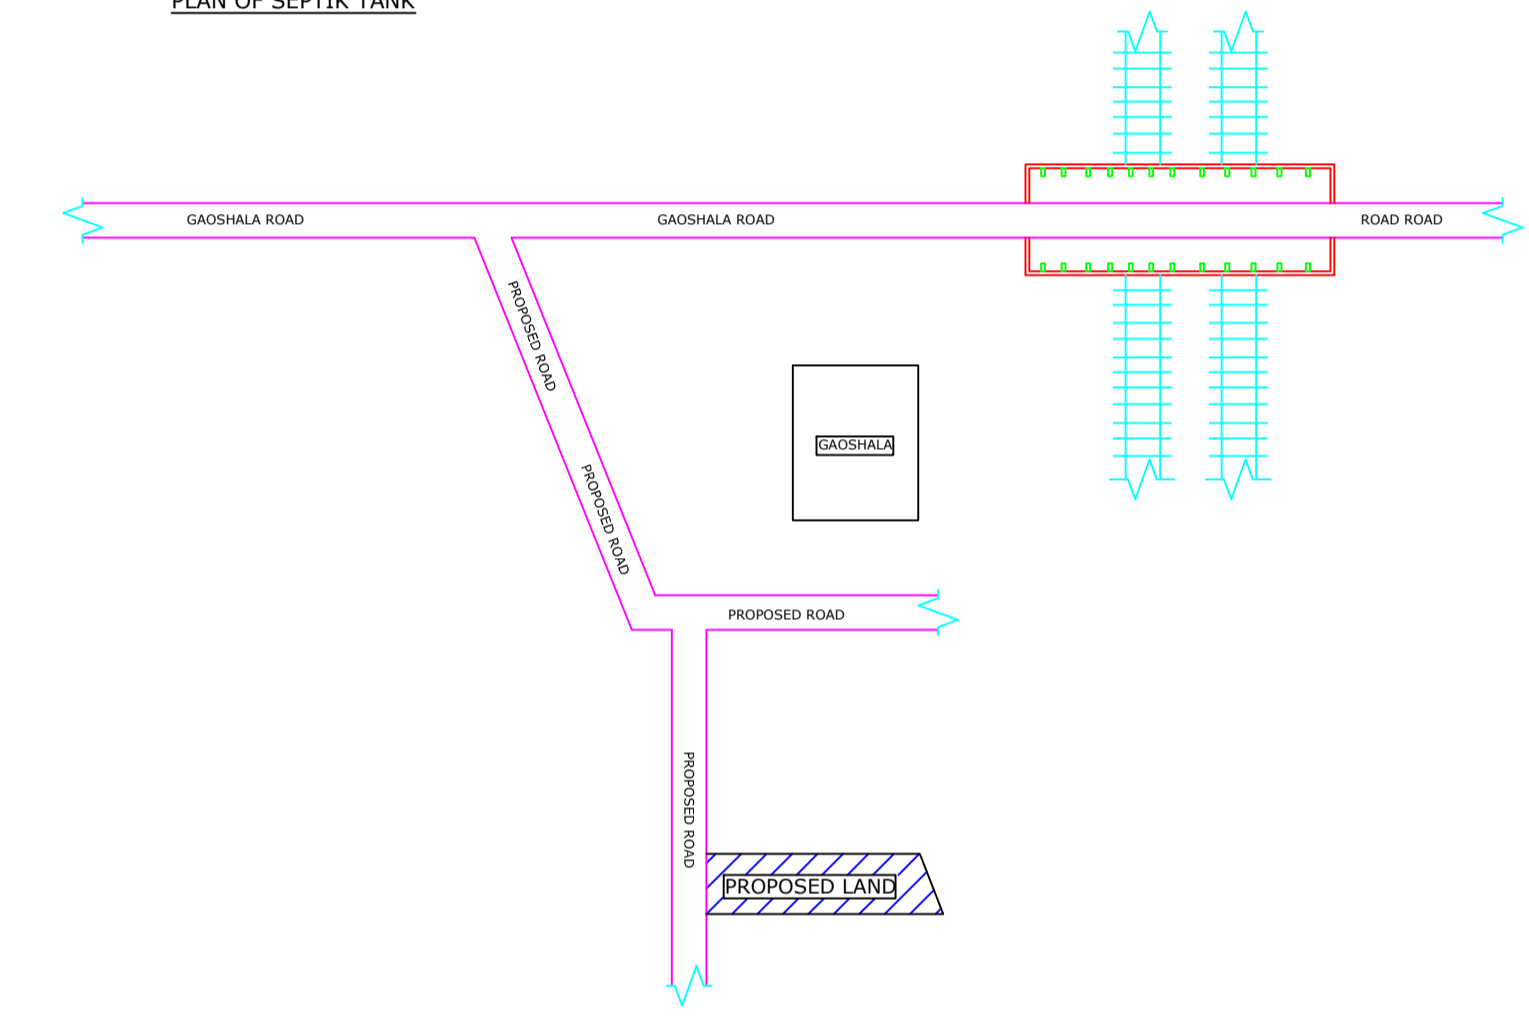 PLAN OF SEPTIK TANK
GAOSHALA ROAD
GAOSHALA ROAD
ROAD ROAD
PROPOSED ROAD
GAOSHALA
PROPOSED ROAD
PROPOSED ROAD
PROPOSED ROAD
PROPOSED LAND